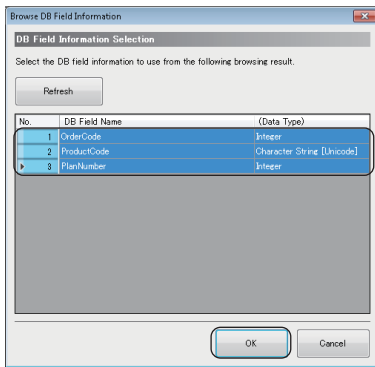 Browse DB Field Information
DB Field Information Selection
Select the DB field information to use from the following browsing result.
Refresh
No. DB Field Name (Data Type)
1 OrderCode Integer
2 ProductCode Character String [Unicode]
3 PlanNumber Integer
OK Cancel